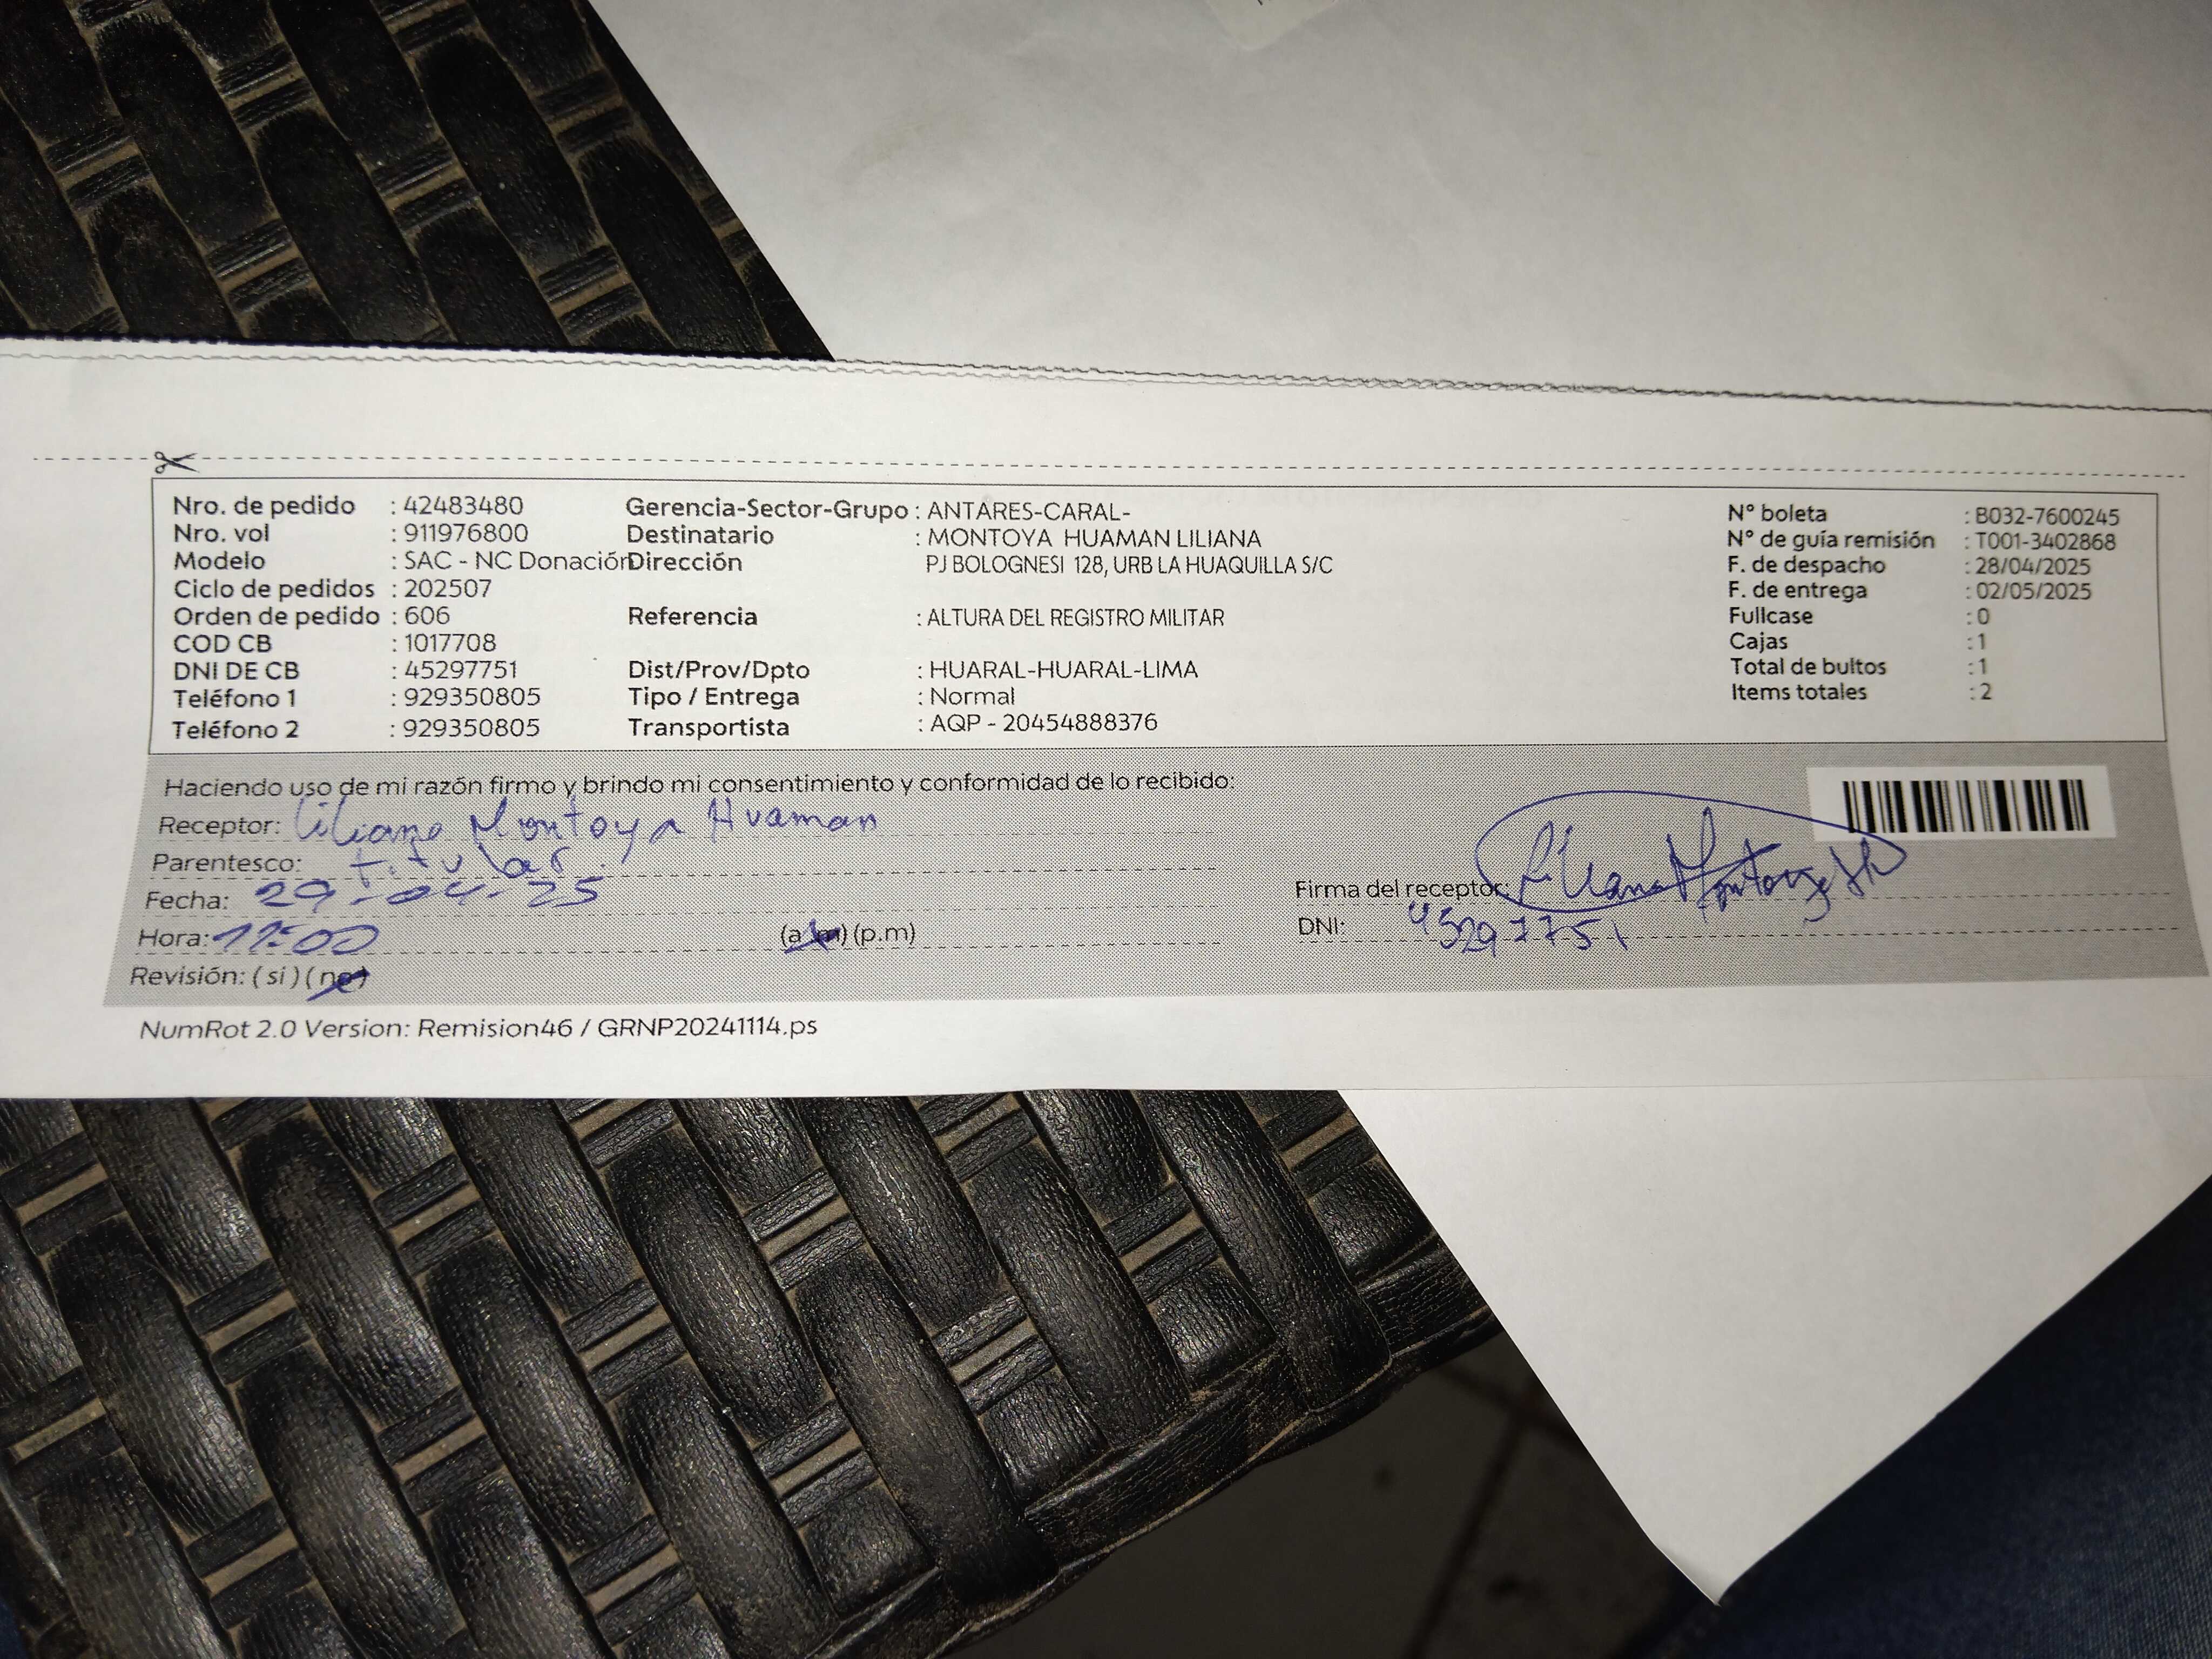 Nro. de pedido : 42483480
Nro. vol : 911976800
Modelo : SAC - NC Donación
Ciclo de pedidos : 202507
Orden de pedido : 606
COD CB : 1017708
DNI DE CB : 45297751
Teléfono 1 : 929350805
Teléfono 2 : 929350805
Gerencia-Sector-Grupo : ANTARES-CARAL-
Destinatario : MONTOYA HUAMAN LILIANA
Dirección PJ BOLOGNESI 128, URB LA HUAQUILLA S/C
Referencia : ALTURA DEL REGISTRO MILITAR
Dist/Prov/Dpto : HUARAL-HUARAL-LIMA
Tipo / Entrega : Normal
Transportista : AQP - 20454888376
N° boleta : B032-7600245
N° de guía remisión : T001-3402868
F. de despacho : 28/04/2025
F. de entrega : 02/05/2025
Fullcase : 0
Cajas : 1
Total de bultos : 1
Items totales : 2
Haciendo uso de mi razón firmo y brindo mi consentimiento y conformidad de lo recibido:
Receptor: Liliana Montoya Huaman
Parentesco: titular.
Fecha: 29-04-25
Hora: 11:00 (a.m) (p.m)
Revisión: (si) (no)
Firma del receptor: Liliana Montoya H
DNI: 45297751
NumRot 2.0 Version: Remision46 / GRNP20241114.ps